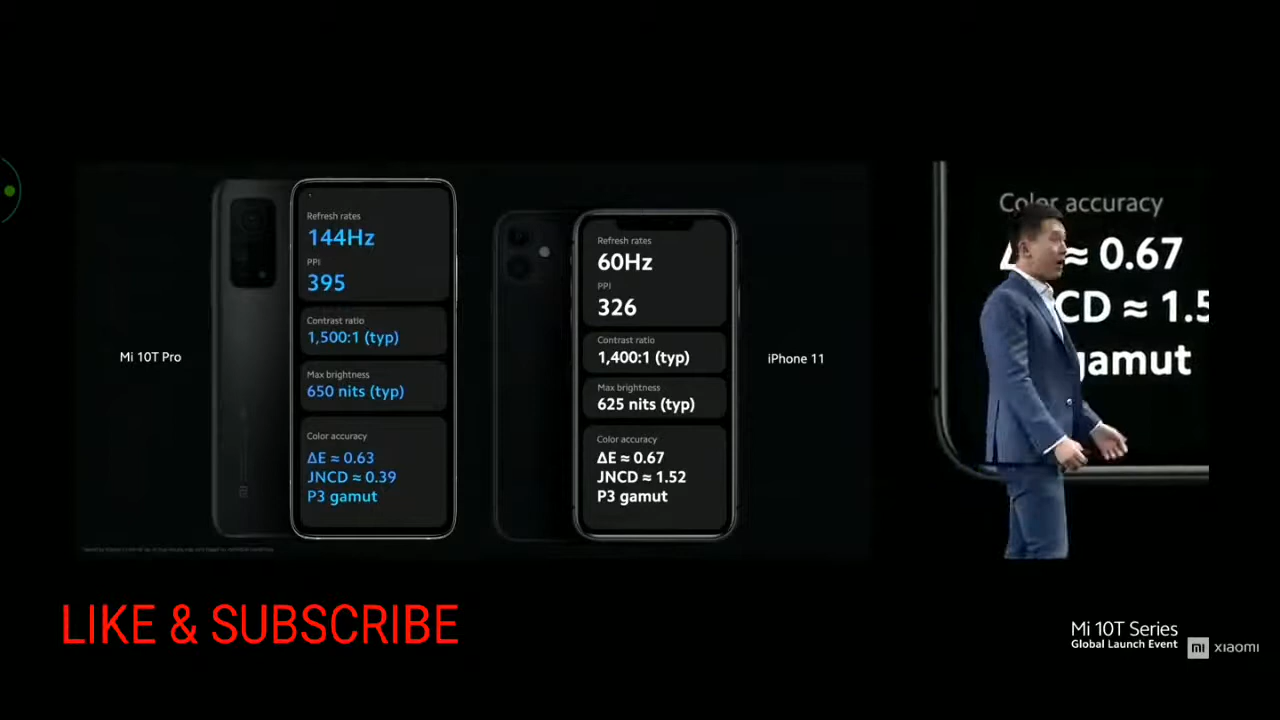 Mi 10T Pro
Refresh rates
144Hz
PPI
395
Contrast ratio
1,500:1 (typ)
Max brightness
650 nits (typ)
Color accuracy
ΔE ≈ 0.63
JNCD ≈ 0.39
P3 gamut
Refresh rates
60Hz
PPI
326
Contrast ratio
1,400:1 (typ)
Max brightness
625 nits (typ)
Color accuracy
ΔE ≈ 0.67
JNCD ≈ 1.52
P3 gamut
iPhone 11
Color accuracy
≈ 0.67
CD ≈ 1.5
gamut
LIKE & SUBSCRIBE
Mi 10T Series
Global Launch Event
mi xiaomi